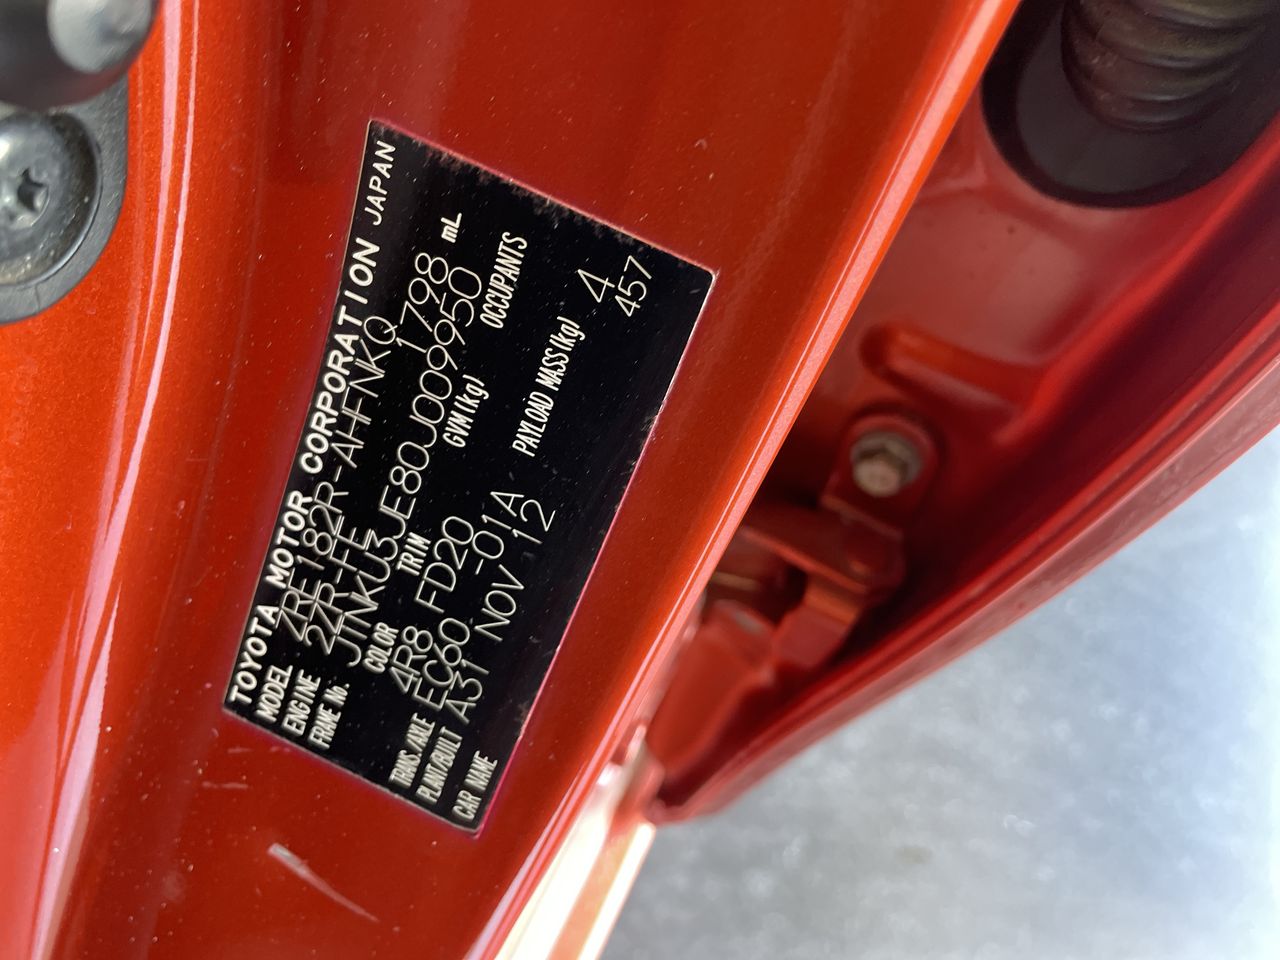 TOYOTA MOTOR CORPORATION JAPAN
MODEL ZRE182R-AHFNKQ
ENGINE 2ZR-FE 1798 mL
FRAME No. JTNKU3JE80J009950
COLOR TRIM GVM(kg) OCCUPANTS
4R8 FD20 4
TRANS./AXLE EC60 -01A PAYLOAD MASS(kg) 457
PLANT/BUILT A31 NOV 12
CAR NAME